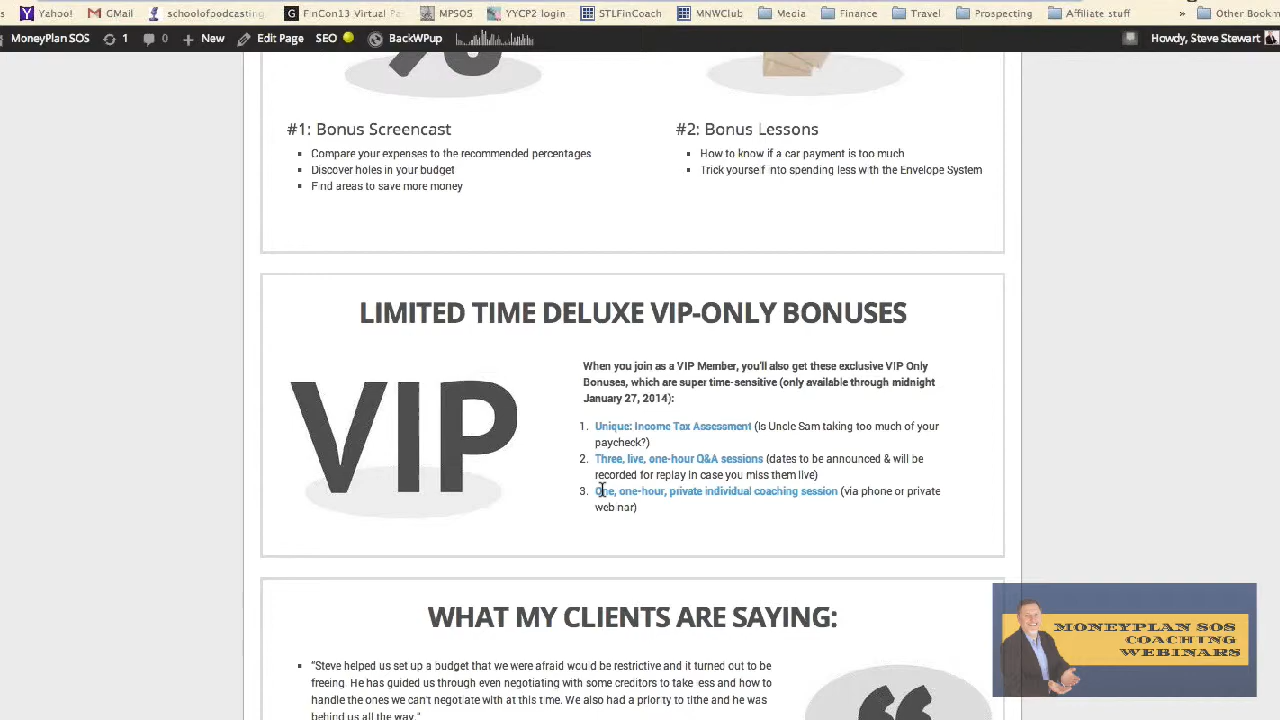 Yahoo! GMail schoolofpodcasting FinCon13 Virtual Pa MPSOS YYCP2 login STLFinCoach MNWClub Media Finance Travel Prospecting Affiliate stuff » Other Bookm
MoneyPlan SOS 1 0 New Edit Page SEO BackWPup Howdy, Steve Stewart
#1: Bonus Screencast
Compare your expenses to the recommended percentages
Discover holes in your budget
Find areas to save more money
#2: Bonus Lessons
How to know if a car payment is too much
Trick yourself into spending less with the Envelope System
LIMITED TIME DELUXE VIP-ONLY BONUSES
VIP
When you join as a VIP Member, you'll also get these exclusive VIP Only
Bonuses, which are super time-sensitive (only available through midnight
January 27, 2014):
1. Unique: Income Tax Assessment (Is Uncle Sam taking too much of your
paycheck?)
2. Three, live, one-hour Q&A sessions (dates to be announced & will be
recorded for replay in case you miss them live)
3. One, one-hour, private individual coaching session (via phone or private
webinar)
WHAT MY CLIENTS ARE SAYING:
"Steve helped us set up a budget that we were afraid would be restrictive and it turned out to be
freeing. He has guided us through even negotiating with some creditors to take less and how to
handle the ones we can't negotiate with at this time. We also had a priority to tithe and he was
behind us all the way."
MONEYPLAN SOS
COACHING
WEBINARS